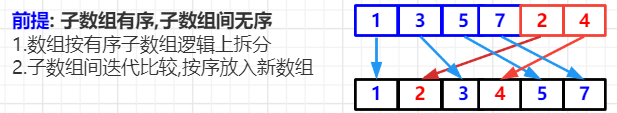 前提: 子数组有序,子数组间无序
1.数组按有序子数组逻辑上拆分
2.子数组间迭代比较,按序放入新数组
1 3 5 7 2 4
1 2 3 4 5 7